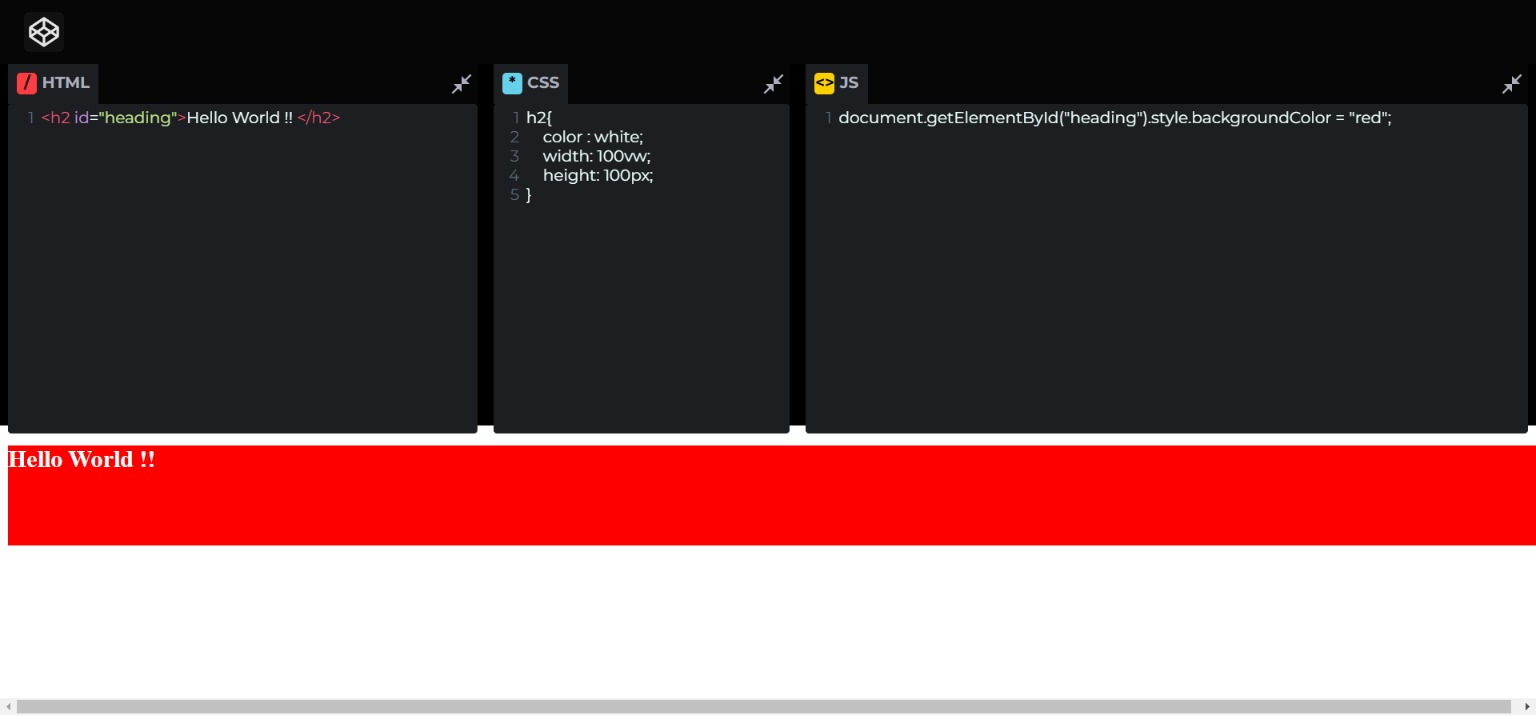 / HTML
1 <h2 id="heading">Hello World !! </h2>
* CSS
1 h2{
2 color : white;
3 width: 100vw;
4 height: 100px;
5 }
<> JS
1 document.getElementById("heading").style.backgroundColor = "red";
Hello World !!